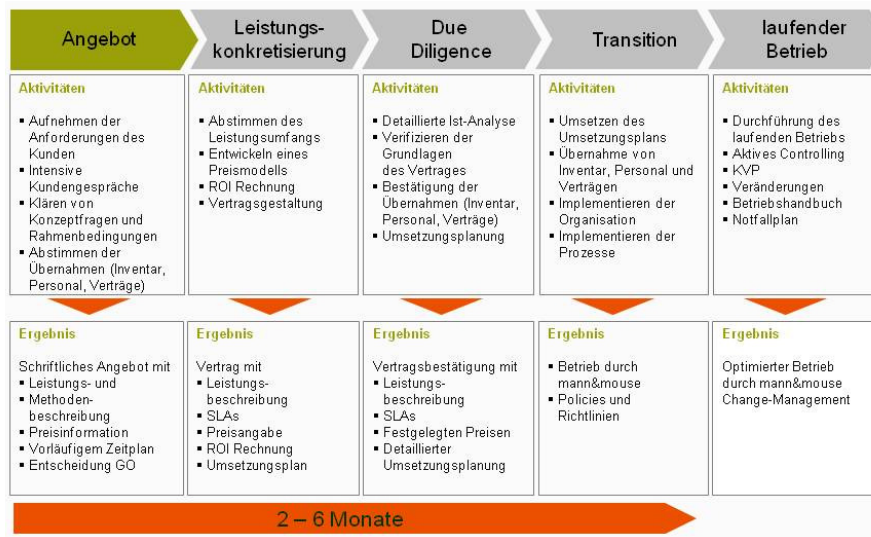 Angebot
Leistungs-
konkretisierung
Due
Diligence
Transition
laufender
Betrieb
Aktivitäten
▪ Aufnehmen der
Anforderungen des
Kunden
▪ Intensive
Kundengespräche
▪ Klären von
Konzeptfragen und
Rahmenbedingungen
▪ Abstimmen der
Übernahme (Inventar,
Personal, Verträge)
Aktivitäten
▪ Abstimmen des
Leistungsumfangs
▪ Entwickeln eines
Preismodells
▪ ROI Rechnung
▪ Vertragsgestaltung
Aktivitäten
▪ Detaillierte Ist-Analyse
▪ Verifizieren der
Grundlagen
des Vertrages
▪ Bestätigung der
Übernahmen (Inventar,
Personal, Verträge)
▪ Umsetzungsplanung
Aktivitäten
▪ Umsetzen des
Umsetzungsplans
▪ Übernahme von
Inventar, Personal und
Verträgen
▪ Implementieren der
Organisation
▪ Implementieren der
Prozesse
Aktivitäten
▪ Durchführung des
laufenden Betriebs
▪ Aktives Controlling
▪ KVP
▪ Veränderungen
▪ Betriebshandbuch
▪ Notfallplan
Ergebnis
Schriftliches Angebot mit
▪ Leistungs- und
▪ Methoden-
beschreibung
▪ Preisinformation
▪ Vorläufigem Zeitplan
▪ Entscheidung GO
Ergebnis
Vertrag mit
▪ Leistungs-
beschreibung
▪ SLAs
▪ Preisangabe
▪ ROI Rechnung
▪ Umsetzungsplan
Ergebnis
Vertragsbestätigung mit
▪ Leistungs-
beschreibung
▪ SLAs
▪ Festgelegten Preisen
▪ Detaillierter
Umsetzungsplanung
Ergebnis
▪ Betrieb durch
mann&mouse
▪ Policies und
Richtlinien
Ergebnis
Optimierter Betrieb
durch mann&mouse
Change-Management
2 – 6 Monate